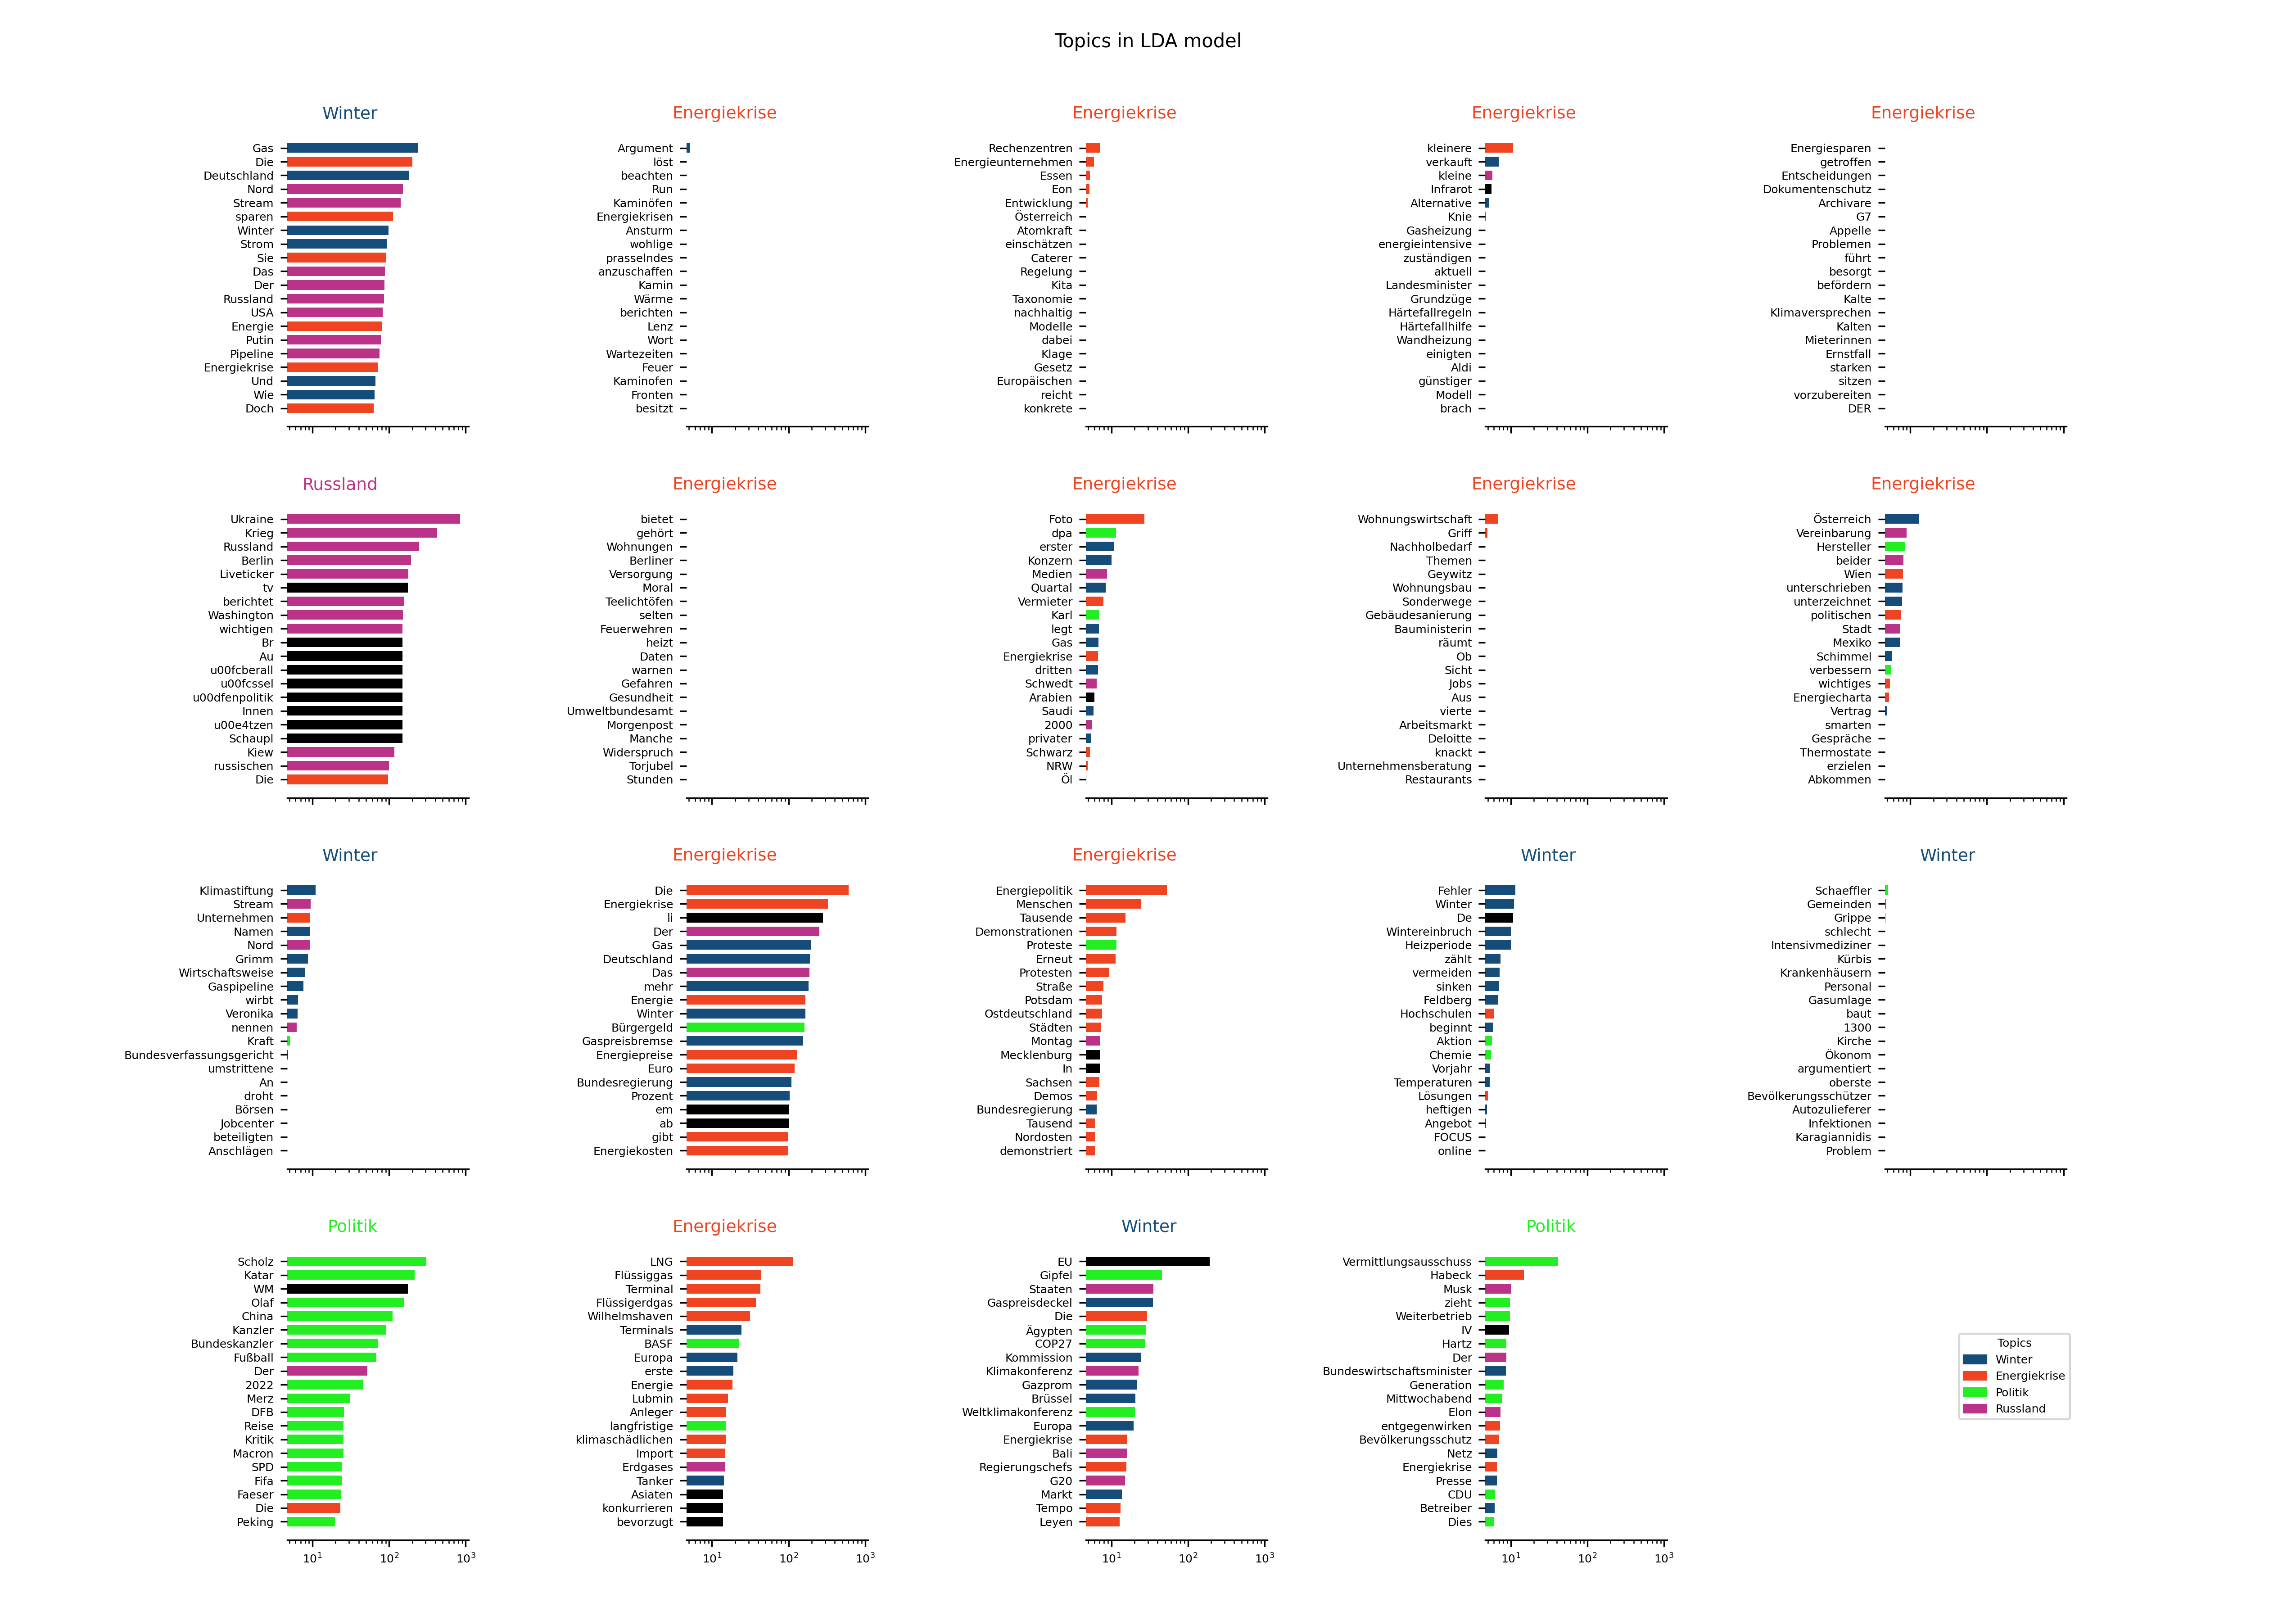 Topics in LDA model
Winter
Gas
Die
Deutschland
Nord
Stream
sparen
Winter
Strom
Sie
Das
Der
Russland
USA
Energie
Putin
Pipeline
Energiekrise
Und
Wie
Doch
Energiekrise
Argument
löst
beachten
Run
Kaminöfen
Energiekrisen
Ansturm
wohlige
prasselndes
anzuschaffen
Kamin
Wärme
berichten
Lenz
Wort
Wartezeiten
Feuer
Kaminofen
Fronten
besitzt
Energiekrise
Rechenzentren
Energieunternehmen
Essen
Eon
Entwicklung
Österreich
Atomkraft
einschätzen
Caterer
Regelung
Kita
Taxonomie
nachhaltig
Modelle
dabei
Klage
Gesetz
Europäischen
reicht
konkrete
Energiekrise
kleinere
verkauft
kleine
Infrarot
Alternative
Knie
Gasheizung
energieintensive
zuständigen
aktuell
Landesminister
Grundzüge
Härtefallregeln
Härtefallhilfe
Wandheizung
einigten
Aldi
günstiger
Modell
brach
Energiekrise
Energiesparen
getroffen
Entscheidungen
Dokumentenschutz
Archivare
G7
Appelle
Problemen
führt
besorgt
befördern
Kalte
Klimaversprechen
Kalten
Mieterinnen
Ernstfall
starken
sitzen
vorzubereiten
DER
Russland
Ukraine
Krieg
Russland
Berlin
Liveticker
tv
berichtet
Washington
wichtigen
Br
Au
u00fcberall
u00fcssel
u00dfenpolitik
Innen
u00e4tzen
Schaupl
Kiew
russischen
Die
Energiekrise
bietet
gehört
Wohnungen
Berliner
Versorgung
Moral
Teelichtöfen
selten
Feuerwehren
heizt
Daten
warnen
Gefahren
Gesundheit
Umweltbundesamt
Morgenpost
Manche
Widerspruch
Torjubel
Stunden
Energiekrise
Foto
dpa
erster
Konzern
Medien
Quartal
Vermieter
Karl
legt
Gas
Energiekrise
dritten
Schwedt
Arabien
Saudi
2000
privater
Schwarz
NRW
Öl
Energiekrise
Wohnungswirtschaft
Griff
Nachholbedarf
Themen
Geywitz
Wohnungsbau
Sonderwege
Gebäudesanierung
Bauministerin
räumt
Ob
Sicht
Jobs
Aus
vierte
Arbeitsmarkt
Deloitte
knackt
Unternehmensberatung
Restaurants
Energiekrise
Österreich
Vereinbarung
Hersteller
beider
Wien
unterschrieben
unterzeichnet
politischen
Stadt
Mexiko
Schimmel
verbessern
wichtiges
Energiecharta
Vertrag
smarten
Gespräche
Thermostate
erzielen
Abkommen
Winter
Klimastiftung
Stream
Unternehmen
Namen
Nord
Grimm
Wirtschaftsweise
Gaspipeline
wirbt
Veronika
nennen
Kraft
Bundesverfassungsgericht
umstrittene
An
droht
Börsen
Jobcenter
beteiligten
Anschlägen
Energiekrise
Die
Energiekrise
li
Der
Gas
Deutschland
Das
mehr
Energie
Winter
Bürgergeld
Gaspreisbremse
Energiepreise
Euro
Bundesregierung
Prozent
em
ab
gibt
Energiekosten
Energiekrise
Energiepolitik
Menschen
Tausende
Demonstrationen
Proteste
Erneut
Protesten
Straße
Potsdam
Ostdeutschland
Städten
Montag
Mecklenburg
In
Sachsen
Demos
Bundesregierung
Tausend
Nordosten
demonstriert
Winter
Fehler
Winter
De
Wintereinbruch
Heizperiode
zählt
vermeiden
sinken
Feldberg
Hochschulen
beginnt
Aktion
Chemie
Vorjahr
Temperaturen
Lösungen
heftigen
Angebot
FOCUS
online
Winter
Schaeffler
Gemeinden
Grippe
schlecht
Intensivmediziner
Kürbis
Krankenhäusern
Personal
Gasumlage
baut
1300
Kirche
Ökonom
argumentiert
oberste
Bevölkerungsschützer
Autozulieferer
Infektionen
Karagiannidis
Problem
Politik
Scholz
Katar
WM
Olaf
China
Kanzler
Bundeskanzler
Fußball
Der
2022
Merz
DFB
Reise
Kritik
Macron
SPD
Fifa
Faeser
Die
Peking
10¹ 10² 10³
Energiekrise
LNG
Flüssiggas
Terminal
Flüssigerdgas
Wilhelmshaven
Terminals
BASF
Europa
erste
Energie
Lubmin
Anleger
langfristige
klimaschädlichen
Import
Erdgases
Tanker
Asiaten
konkurrieren
bevorzugt
10¹ 10² 10³
Winter
EU
Gipfel
Staaten
Gaspreisdeckel
Die
Ägypten
COP27
Kommission
Klimakonferenz
Gazprom
Brüssel
Weltklimakonferenz
Europa
Energiekrise
Bali
Regierungschefs
G20
Markt
Tempo
Leyen
10¹ 10² 10³
Politik
Vermittlungsausschuss
Habeck
Musk
zieht
Weiterbetrieb
IV
Hartz
Der
Bundeswirtschaftsminister
Generation
Mittwochabend
Elon
entgegenwirken
Bevölkerungsschutz
Netz
Energiekrise
Presse
CDU
Betreiber
Dies
10¹ 10² 10³
Topics
Winter
Energiekrise
Politik
Russland